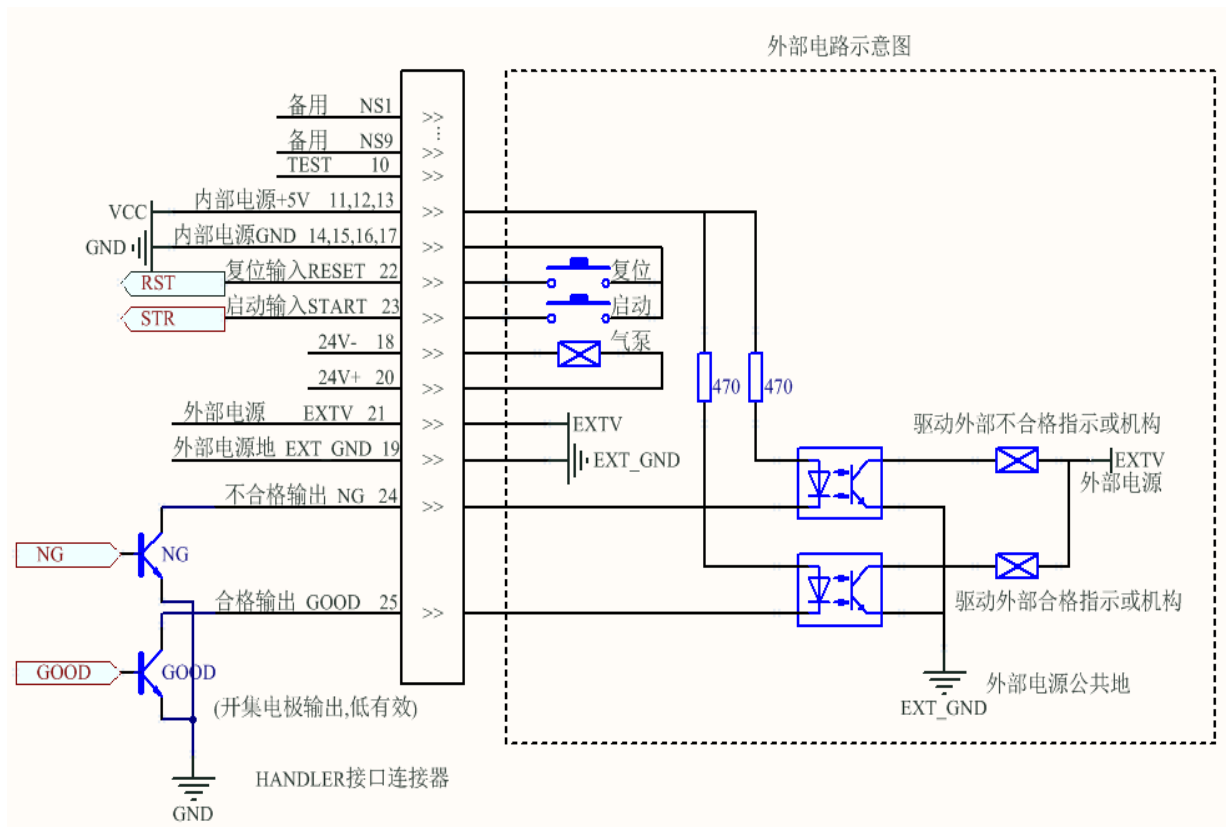 外部电路示意图
备用 NS1
备用 NS9
TEST 10
内部电源+5V 11,12,13
VCC
内部电源GND 14,15,16,17
GND
复位输入RESET 22
RST
复位
启动输入START 23
STR
启动
24V- 18
气泵
24V+ 20
470
470
外部电源 EXTV 21
EXTV
外部电源地 EXT GND 19
EXT_GND
驱动外部不合格指示或机构
EXTV
外部电源
不合格输出 NG 24
NG
NG
合格输出 GOOD 25
驱动外部合格指示或机构
GOOD
GOOD
(开集电极输出,低有效)
外部电源公共地
EXT_GND
HANDLER接口连接器
GND
>>
>>
>>
>>
>>
>>
>>
>>
>>
>>
>>
>>
>>